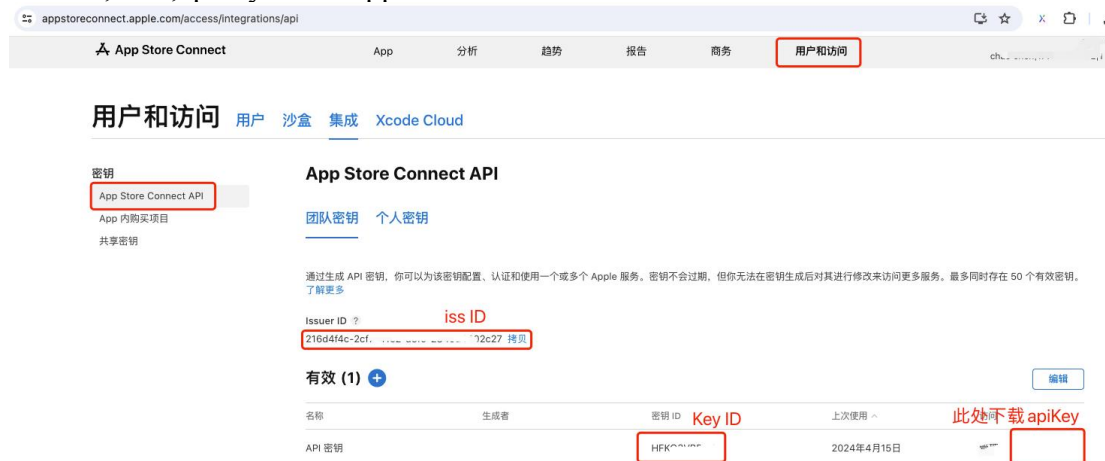 appstoreconnect.apple.com/access/integrations/api
App Store Connect App 分析 趋势 报告 商务 用户和访问
用户和访问 用户 沙盒 集成 Xcode Cloud
密钥
App Store Connect API
App 内购买项目
共享密钥
App Store Connect API
团队密钥 个人密钥
通过生成 API 密钥，你可以为该密钥配置、认证和使用一个或多个 Apple 服务。密钥不会过期，但你无法在密钥生成后对其进行修改来访问更多服务。最多同时存在 50 个有效密钥。
了解更多
Issuer ID ? iss ID
216d4f4c-2cf 02c27 拷贝
有效 (1) 编辑
名称 生成者 密钥 ID Key ID 上次使用 此处下载apiKey
API 密钥 HFK 2024年4月15日